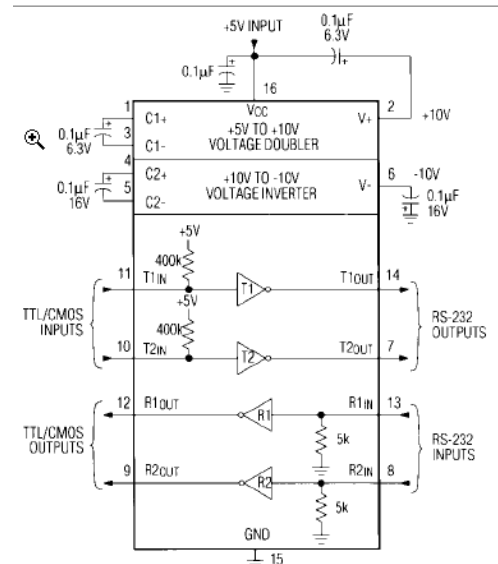 +5V INPUT
0.1µF
6.3V
0.1µF
16
1
C1+
VCC
V+
2
+10V
0.1µF
6.3V
3
C1-
+5V TO +10V
VOLTAGE DOUBLER
4
C2+
0.1µF
16V
5
C2-
+10V TO -10V
VOLTAGE INVERTER
V-
6
-10V
0.1µF
16V
+5V
400k
11
T1IN
T1
T1OUT
14
TTL/CMOS
INPUTS
+5V
400k
RS-232
OUTPUTS
10
T2IN
T2
T2OUT
7
12
R1OUT
R1
R1IN
13
TTL/CMOS
OUTPUTS
5k
RS-232
INPUTS
9
R2OUT
R2
R2IN
8
5k
GND
15